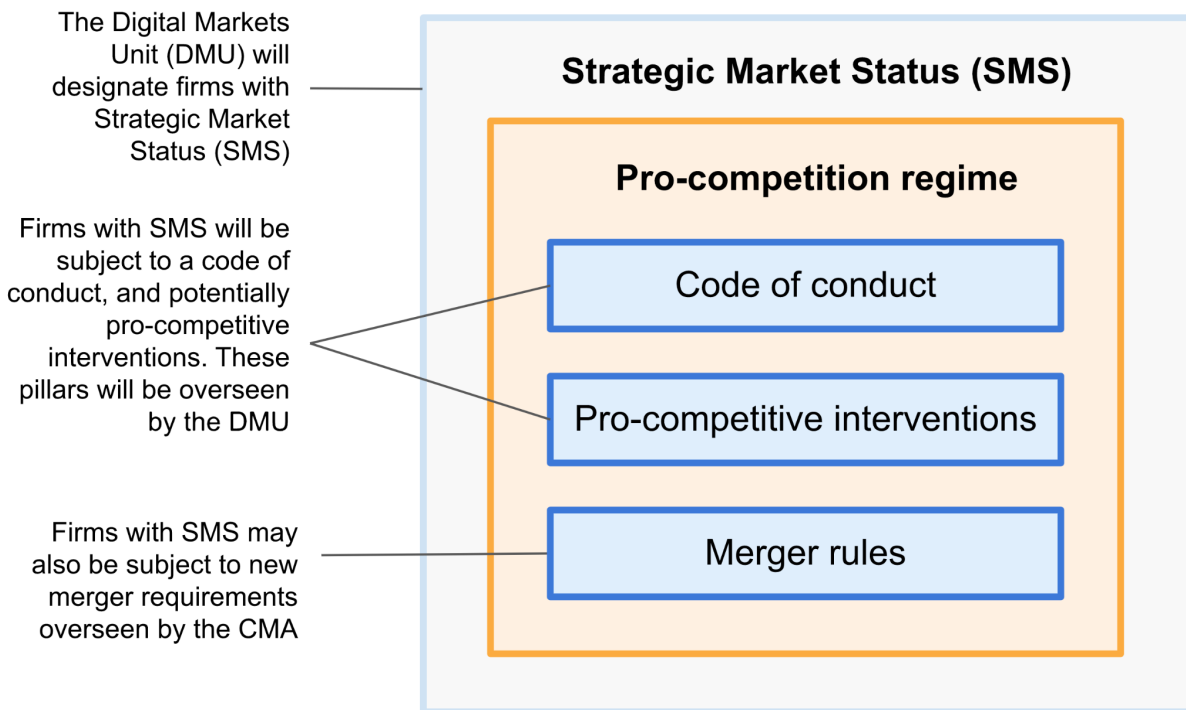 The Digital Markets
Unit (DMU) will
designate firms with
Strategic Market
Status (SMS)
Firms with SMS will be
subject to a code of
conduct, and potentially
pro-competitive
interventions. These
pillars will be overseen
by the DMU
Firms with SMS may
also be subject to new
merger requirements
overseen by the CMA
Strategic Market Status (SMS)
Pro-competition regime
Code of conduct
Pro-competitive interventions
Merger rules